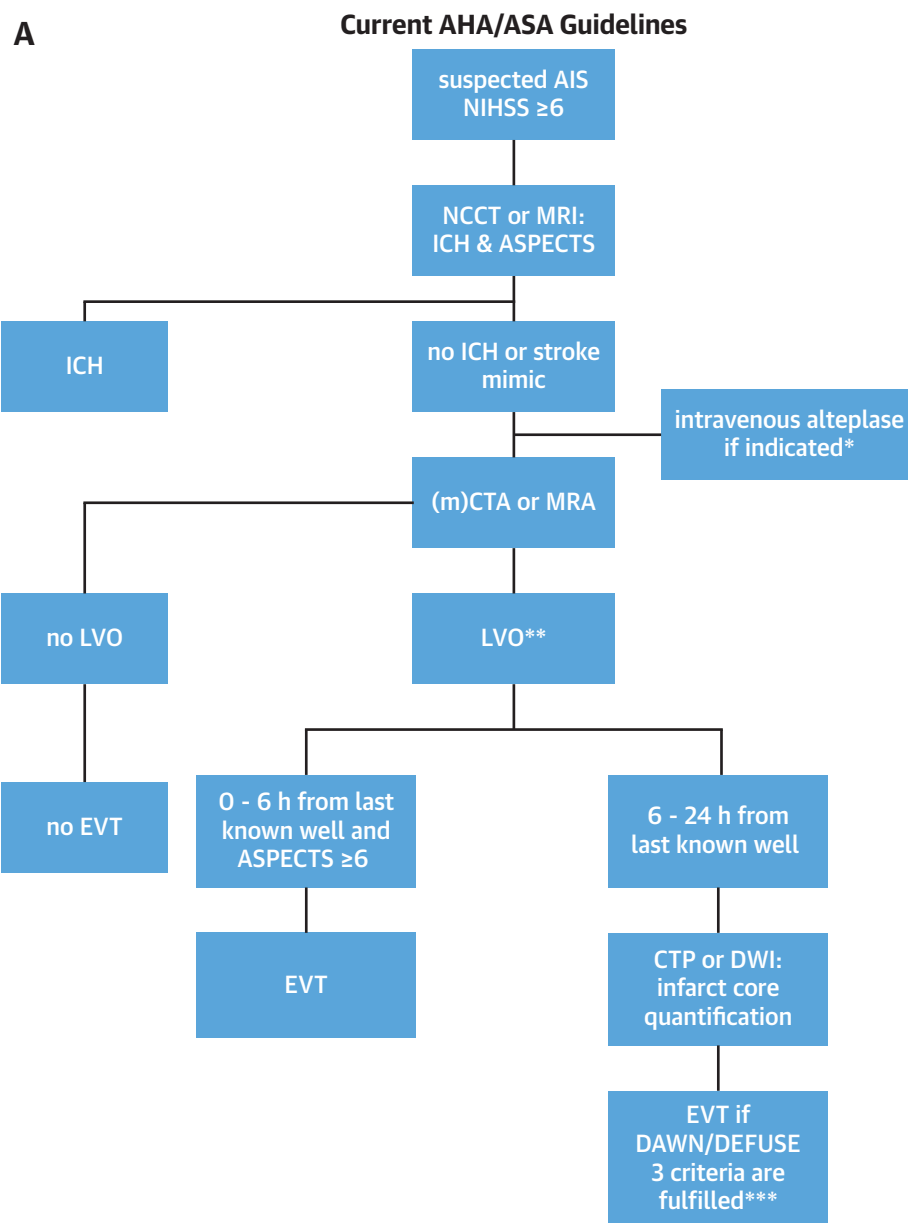 A
Current AHA/ASA Guidelines
suspected AIS
NIHSS ≥6
NCCT or MRI:
ICH & ASPECTS
ICH
no ICH or stroke
mimic
intravenous alteplase
if indicated*
(m)CTA or MRA
no LVO
LVO**
no EVT
0 - 6 h from last
known well and
ASPECTS ≥6
6 - 24 h from
last known well
EVT
CTP or DWI:
infarct core
quantification
EVT if
DAWN/DEFUSE
3 criteria are
fulfilled***